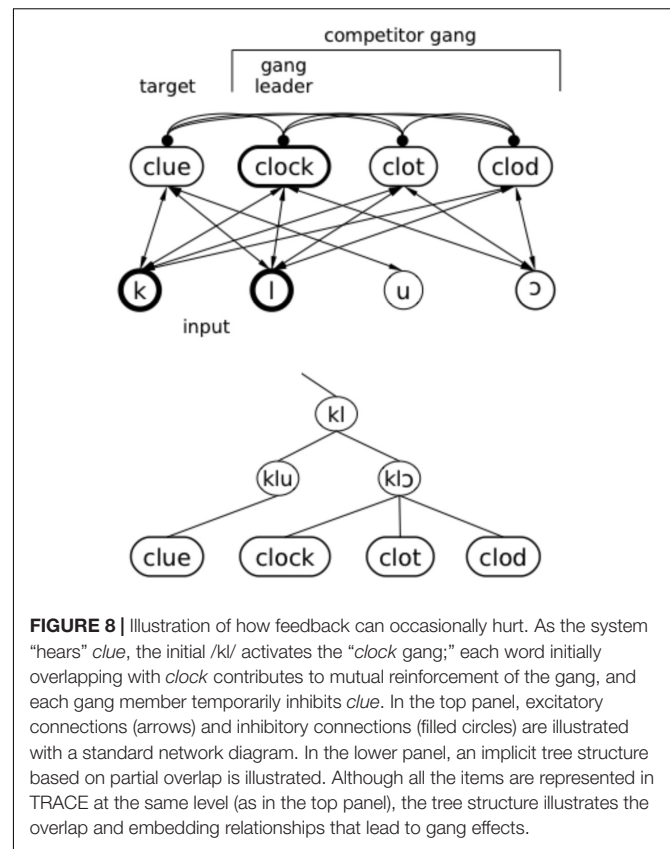 competitor gang
gang
target leader
clue clock clot clod
k l u ɔ
input
kl
klu klɔ
clue clock clot clod
FIGURE 8 | Illustration of how feedback can occasionally hurt. As the system
“hears” clue, the initial /kl/ activates the “clock gang;” each word initially
overlapping with clock contributes to mutual reinforcement of the gang, and
each gang member temporarily inhibits clue. In the top panel, excitatory
connections (arrows) and inhibitory connections (filled circles) are illustrated
with a standard network diagram. In the lower panel, an implicit tree structure
based on partial overlap is illustrated. Although all the items are represented in
TRACE at the same level (as in the top panel), the tree structure illustrates the
overlap and embedding relationships that lead to gang effects.